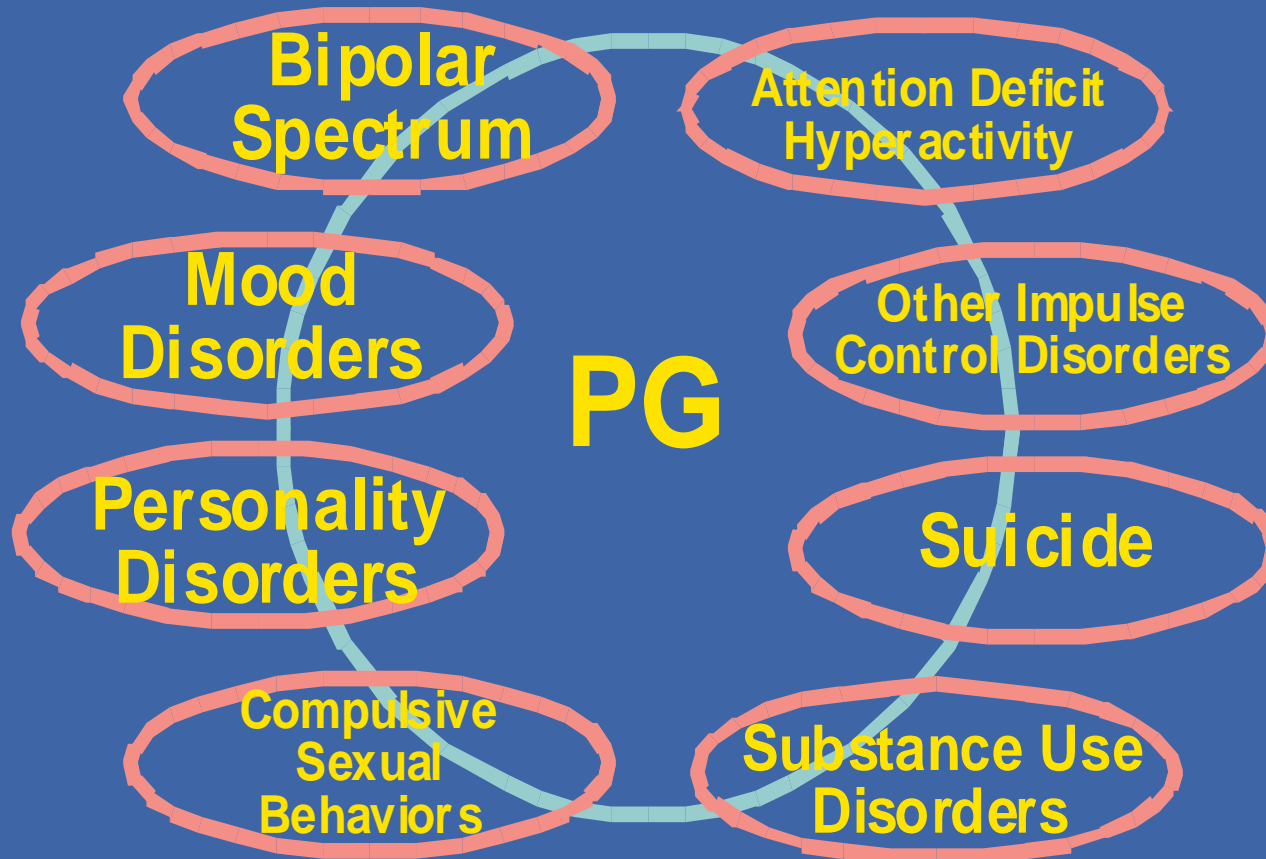 Bipolar
Spectrum
Attention Deficit
Hyperactivity
Mood
Disorders
Other Impulse
Control Disorders
PG
Personality
Disorders
Suicide
Compulsive
Sexual
Behaviors
Substance Use
Disorders